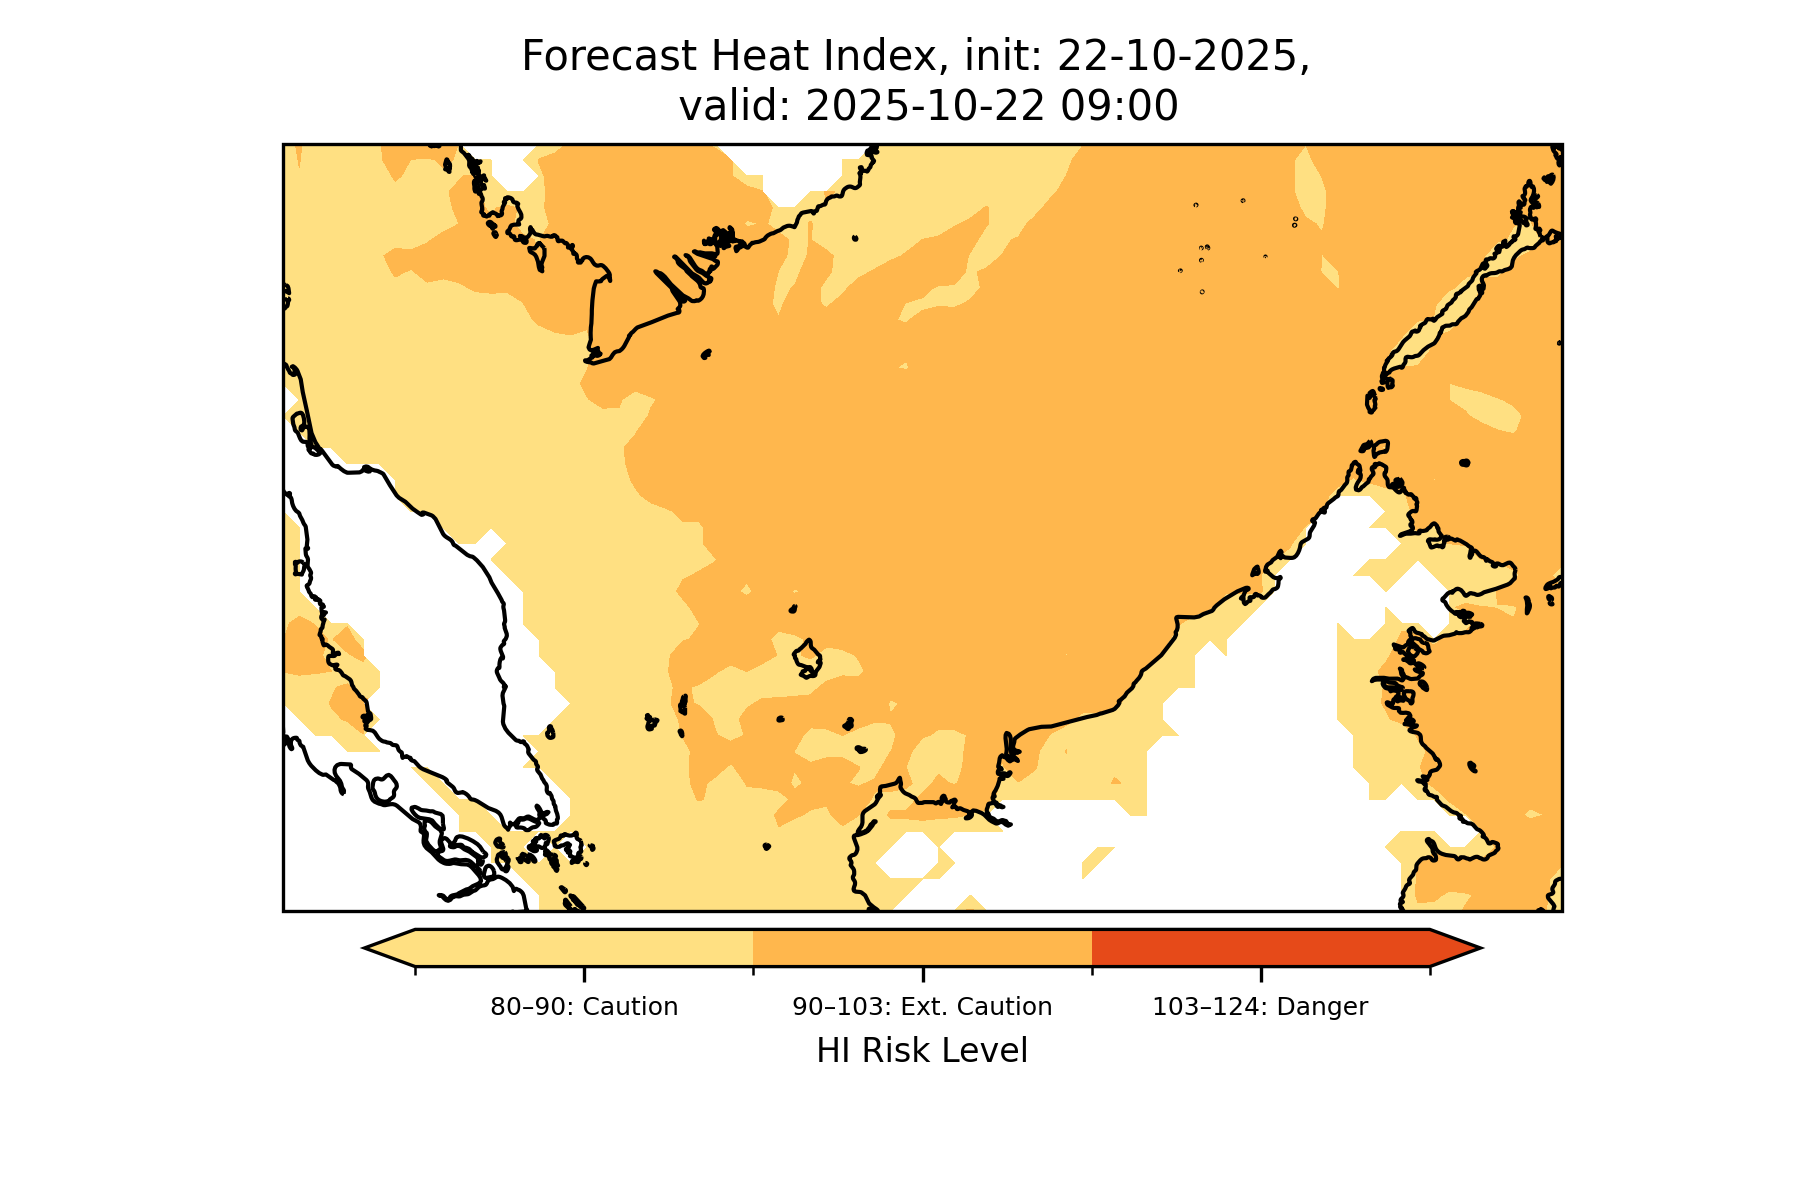 Forecast Heat Index, init: 22-10-2025,
valid: 2025-10-22 09:00
80–90: Caution
90–103: Ext. Caution
103–124: Danger
HI Risk Level